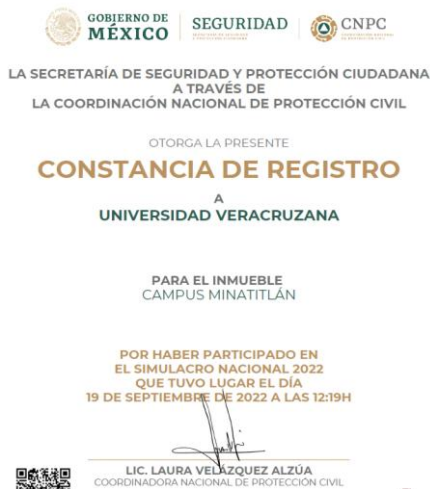 GOBIERNO DE
MÉXICO
SEGURIDAD
CNPC
LA SECRETARÍA DE SEGURIDAD Y PROTECCIÓN CIUDADANA
A TRAVÉS DE
LA COORDINACIÓN NACIONAL DE PROTECCIÓN CIVIL
OTORGA LA PRESENTE
CONSTANCIA DE REGISTRO
A
UNIVERSIDAD VERACRUZANA
PARA EL INMUEBLE
CAMPUS MINATITLÁN
POR HABER PARTICIPADO EN
EL SIMULACRO NACIONAL 2022
QUE TUVO LUGAR EL DÍA
19 DE SEPTIEMBRE DE 2022 A LAS 12:19H
LIC. LAURA VELÁZQUEZ ALZÚA
COORDINADORA NACIONAL DE PROTECCIÓN CIVIL